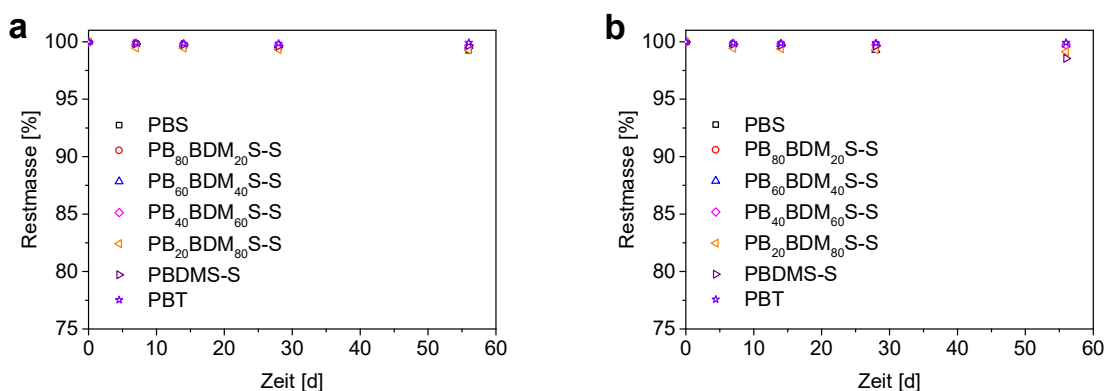 a
100
95
90
85
80
75
Restmasse [%]
PBS
PB80BDM20S-S
PB60BDM40S-S
PB40BDM60S-S
PB20BDM80S-S
PBDMS-S
PBT
0 10 20 30 40 50 60
Zeit [d]
b
100
95
90
85
80
75
Restmasse [%]
PBS
PB80BDM20S-S
PB60BDM40S-S
PB40BDM60S-S
PB20BDM80S-S
PBDMS-S
PBT
0 10 20 30 40 50 60
Zeit [d]